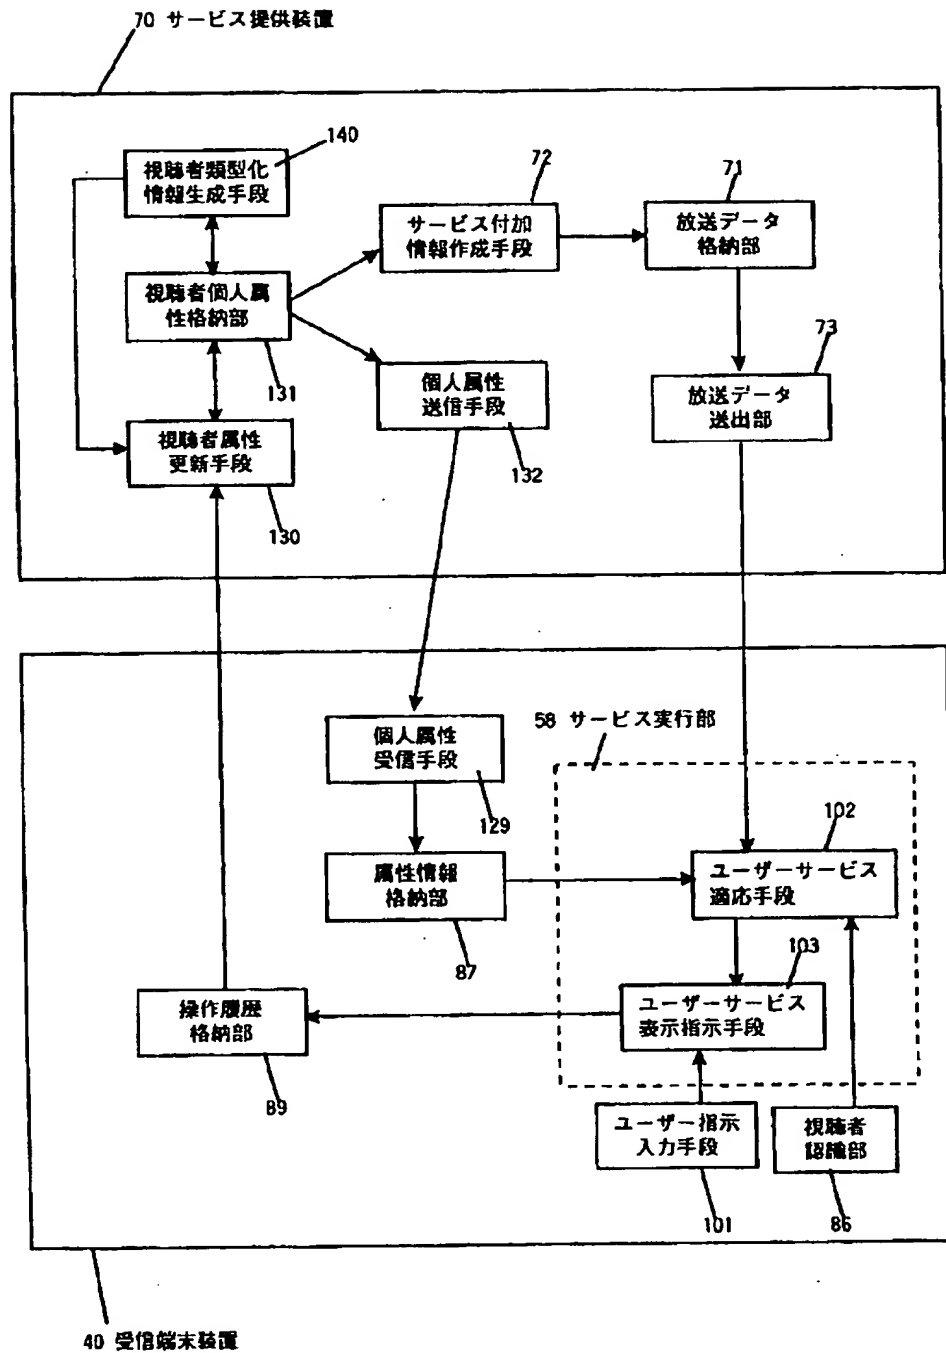 70 サービス提供装置
140
視聴者類型化
情報生成手段
72
サービス付加
情報作成手段
71
放送データ
格納部
視聴者個人属
性格納部
131
個人属性
送信手段
132
73
放送データ
送出部
視聴者属性
更新手段
130
58 サービス実行部
個人属性
受信手段
129
102
ユーザーサービス
適応手段
属性情報
格納部
87
103
ユーザーサービス
表示指示手段
操作履歴
格納部
89
ユーザー指示
入力手段
101
視聴者
認識部
86
40 受信端末装置